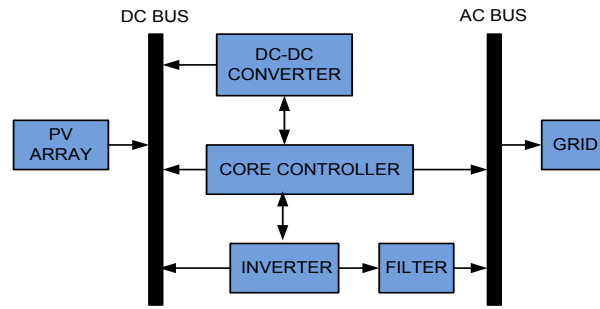 DC BUS
AC BUS
DC-DC
CONVERTER
PV
ARRAY
CORE CONTROLLER
GRID
INVERTER
FILTER